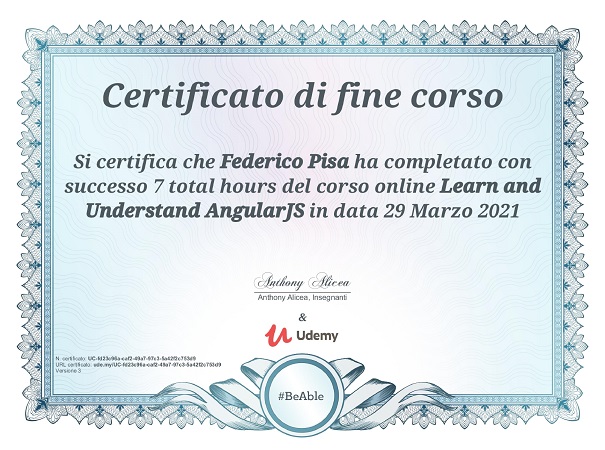 Certificato di fine corso
Si certifica che Federico Pisa ha completato con
successo 7 total hours del corso online Learn and
Understand AngularJS in data 29 Marzo 2021
Anthony Alicea
Anthony Alicea, Insegnanti
&
Udemy
N. certificato: UC-fd23c96a-caf2-49a7-97c3-5a42f2c753d9
URL certificato: ude.my/UC-fd23c96a-caf2-49a7-97c3-5a42f2c753d9
Versione 3
#BeAble